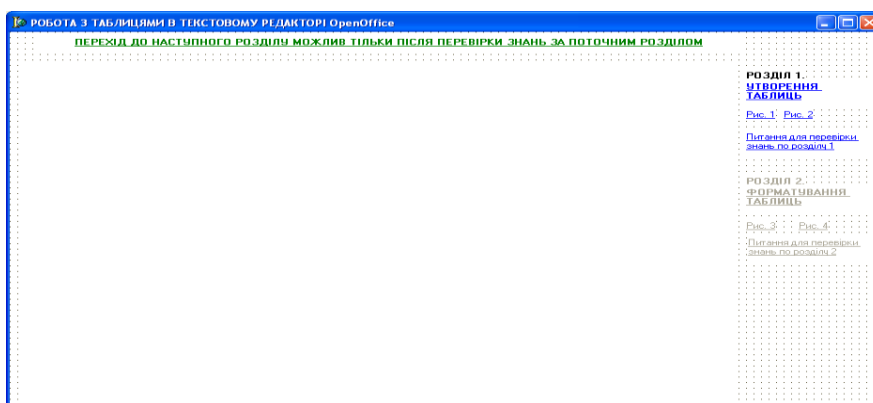 РОБОТА З ТАБЛИЦЯМИ В ТЕКСТОВОМУ РЕДАКТОРІ OpenOffice
ПЕРЕХІД ДО НАСТУПНОГО РОЗДІЛУ МОЖЛИВ ТІЛЬКИ ПІСЛЯ ПЕРЕВІРКИ ЗНАНЬ ЗА ПОТОЧНИМ РОЗДІЛОМ
РОЗДІЛ 1.
УТВОРЕННЯ
ТАБЛИЦЬ
Рис. 1 Рис. 2
Питання для перевірки
знань по розділу 1
РОЗДІЛ 2.
ФОРМАТУВАННЯ
ТАБЛИЦЬ
Рис. 3 Рис. 4
Питання для перевірки
знань по розділу 2